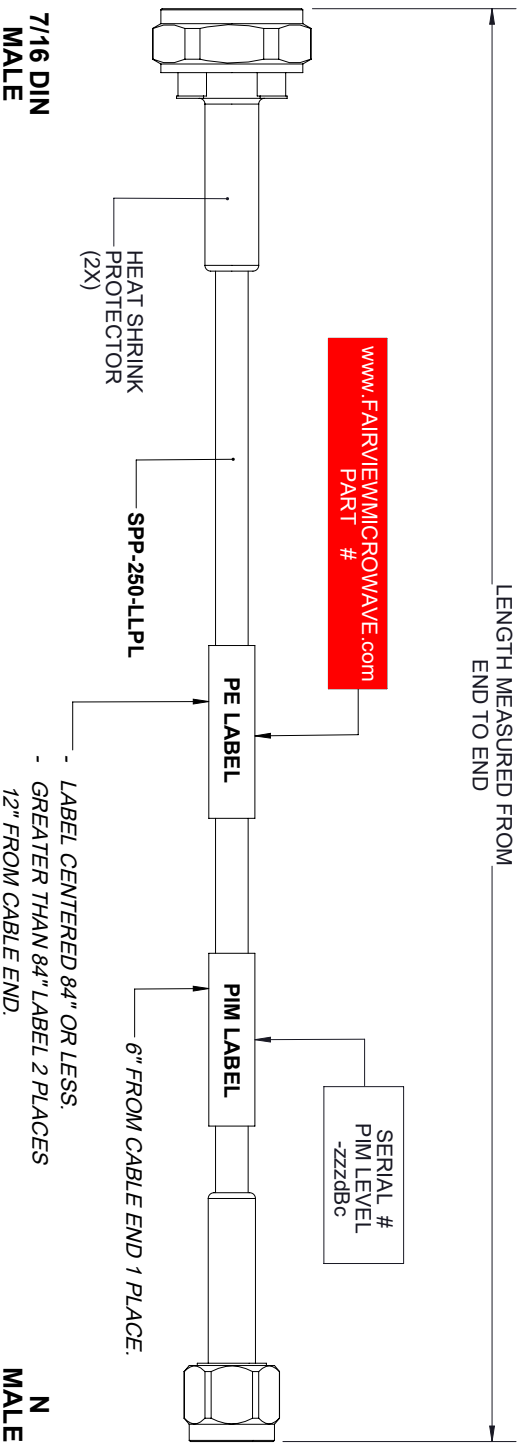 LENGTH MEASURED FROM
END TO END
www.FAIRVIEWMICROWAVE.com
PART #
SERIAL #
PIM LEVEL
-zzzdBc
PE LABEL
PIM LABEL
HEAT SHRINK
PROTECTOR
(2X)
SPP-250-LLPL
6" FROM CABLE END 1 PLACE.
- LABEL CENTERED 84" OR LESS.
- GREATER THAN 84" LABEL 2 PLACES
12" FROM CABLE END.
7/16 DIN
MALE
N
MALE